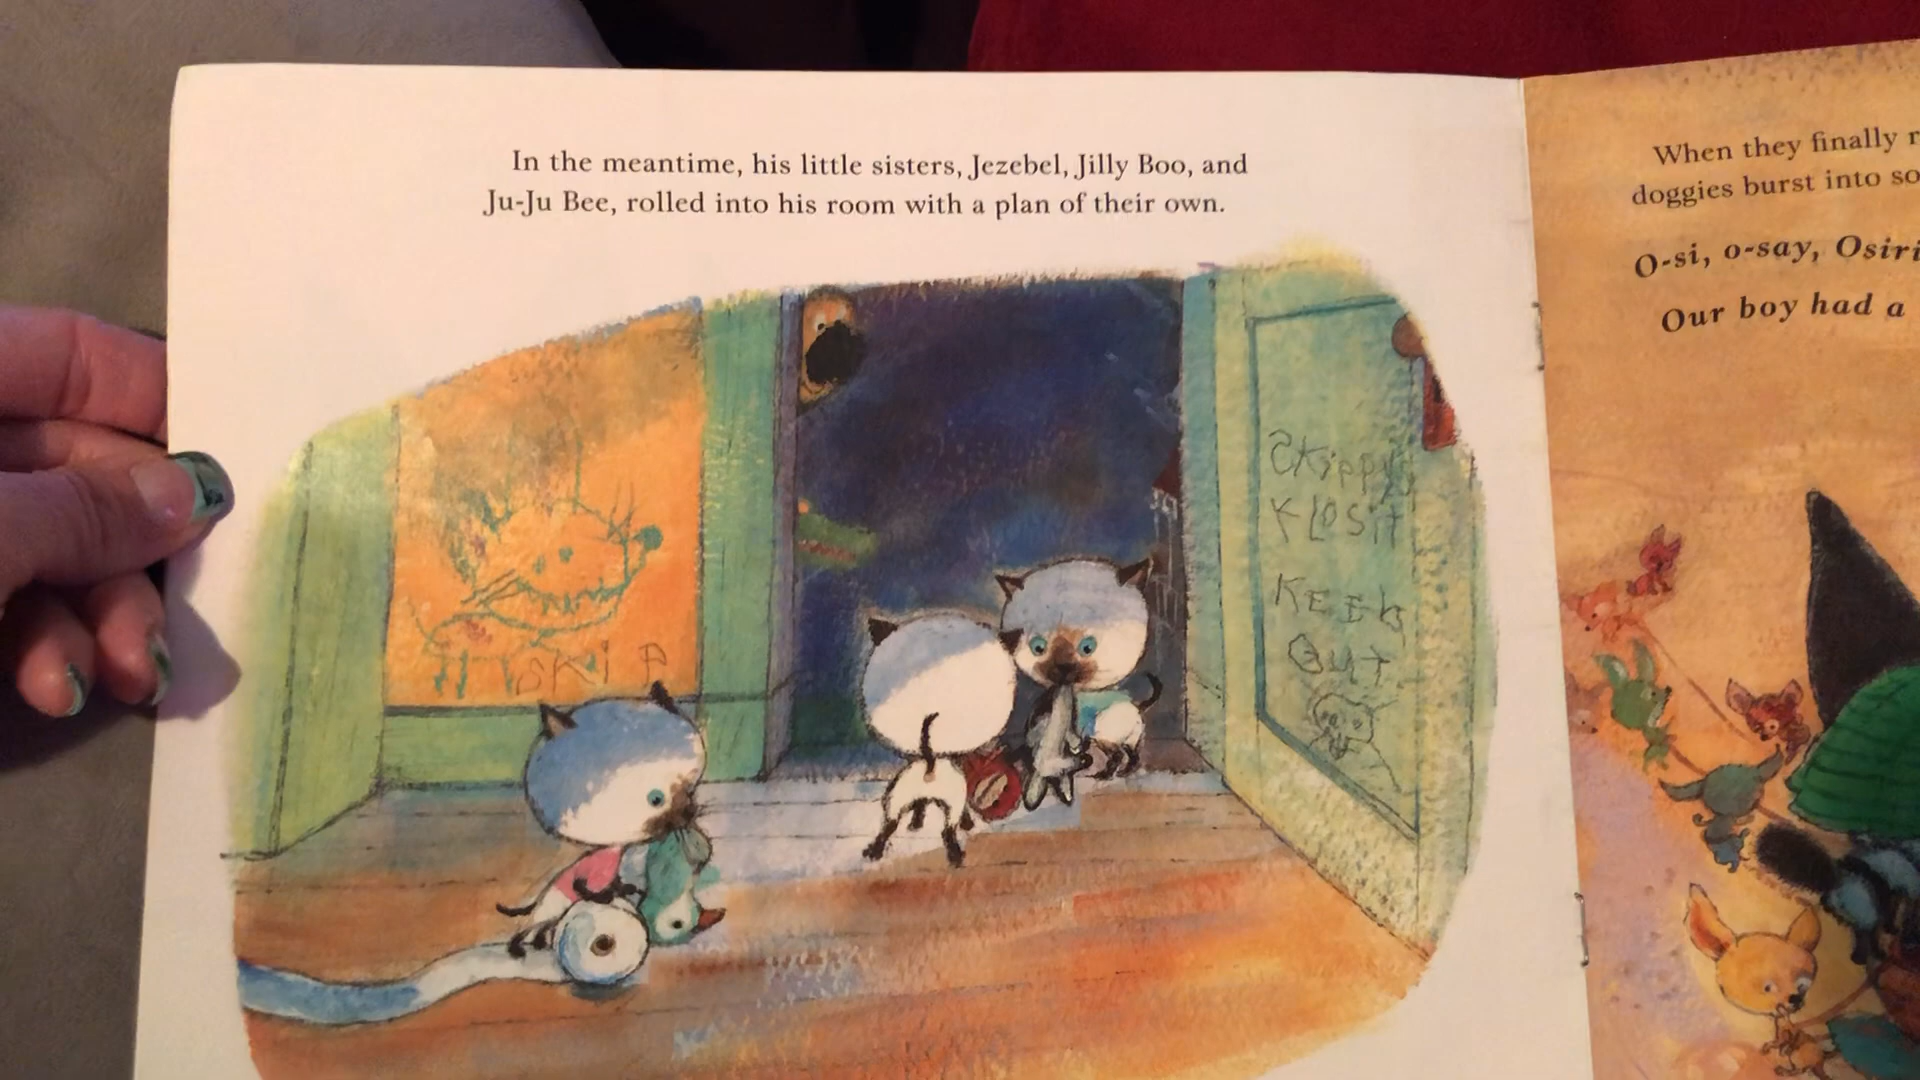 In the meantime, his little sisters, Jezebel, Jilly Boo, and
Ju-Ju Bee, rolled into his room with a plan of their own.
SKIP
SKippy
KLOSiT
KEEP
OuT
When they finally
doggies burst into
O-si, o-say,
Our boy had a